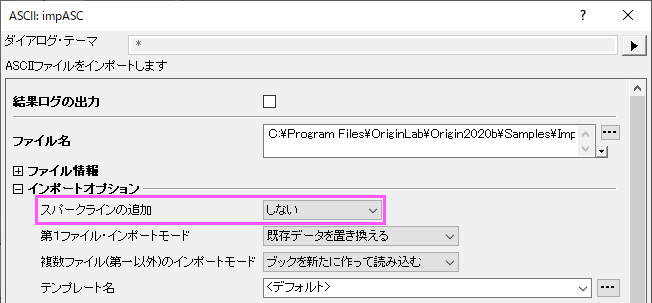 ASCII: impASC
ダイアログ・テーマ *
ASCIIファイルをインポートします
結果ログの出力
ファイル名 C:¥Program Files¥OriginLab¥Origin2020b¥Samples¥Imp
ファイル情報
インポートオプション
スパークラインの追加 しない
第1ファイル・インポートモード 既存データを置き換える
複数ファイル(第一以外)のインポートモード ブックを新たに作って読み込む
テンプレート名 <デフォルト>